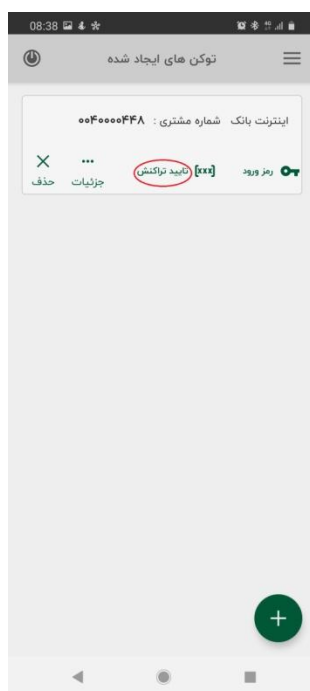 08:38
توکن های ایجاد شده
اینترنت بانک شماره مشتری : ۰۰۴۰۰۰۰۴۴۸
رمز ورود [xxx] تایید تراکنش ... جزئیات حذف